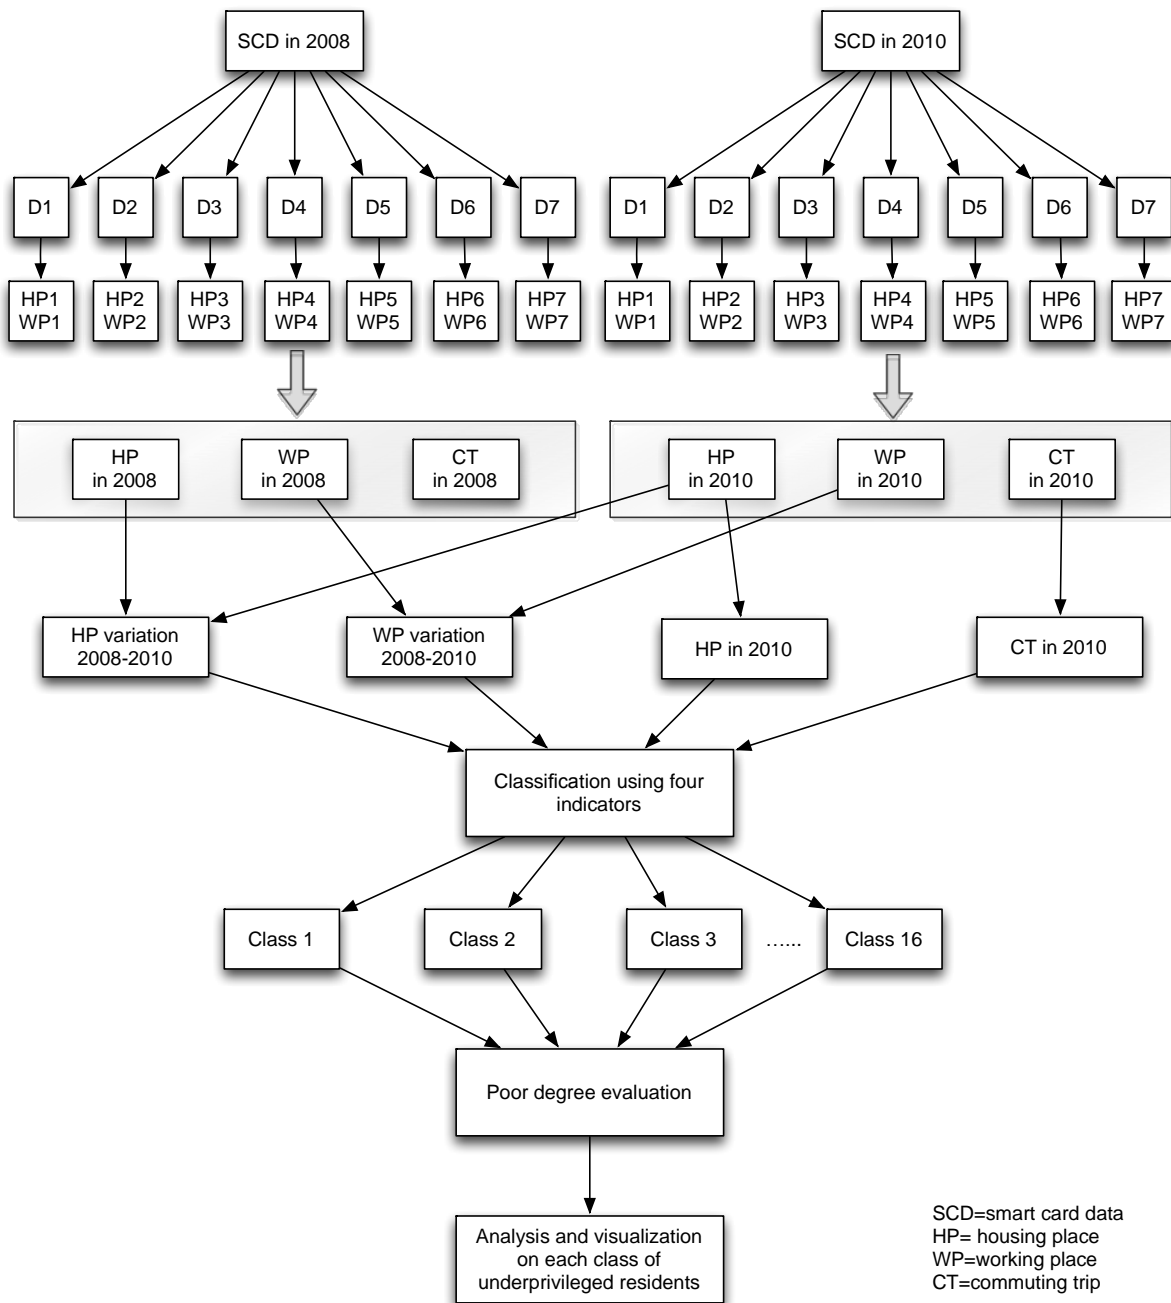 SCD in 2008
SCD in 2010
D1
D2
D3
D4
D5
D6
D7
D1
D2
D3
D4
D5
D6
D7
HP1
WP1
HP2
WP2
HP3
WP3
HP4
WP4
HP5
WP5
HP6
WP6
HP7
WP7
HP1
WP1
HP2
WP2
HP3
WP3
HP4
WP4
HP5
WP5
HP6
WP6
HP7
WP7
HP
in 2008
WP
in 2008
CT
in 2008
HP
in 2010
WP
in 2010
CT
in 2010
HP variation
2008-2010
WP variation
2008-2010
HP in 2010
CT in 2010
Classification using four
indicators
Class 1
Class 2
Class 3
......
Class 16
Poor degree evaluation
Analysis and visualization
on each class of
underprivileged residents
SCD=smart card data
HP= housing place
WP=working place
CT=commuting trip